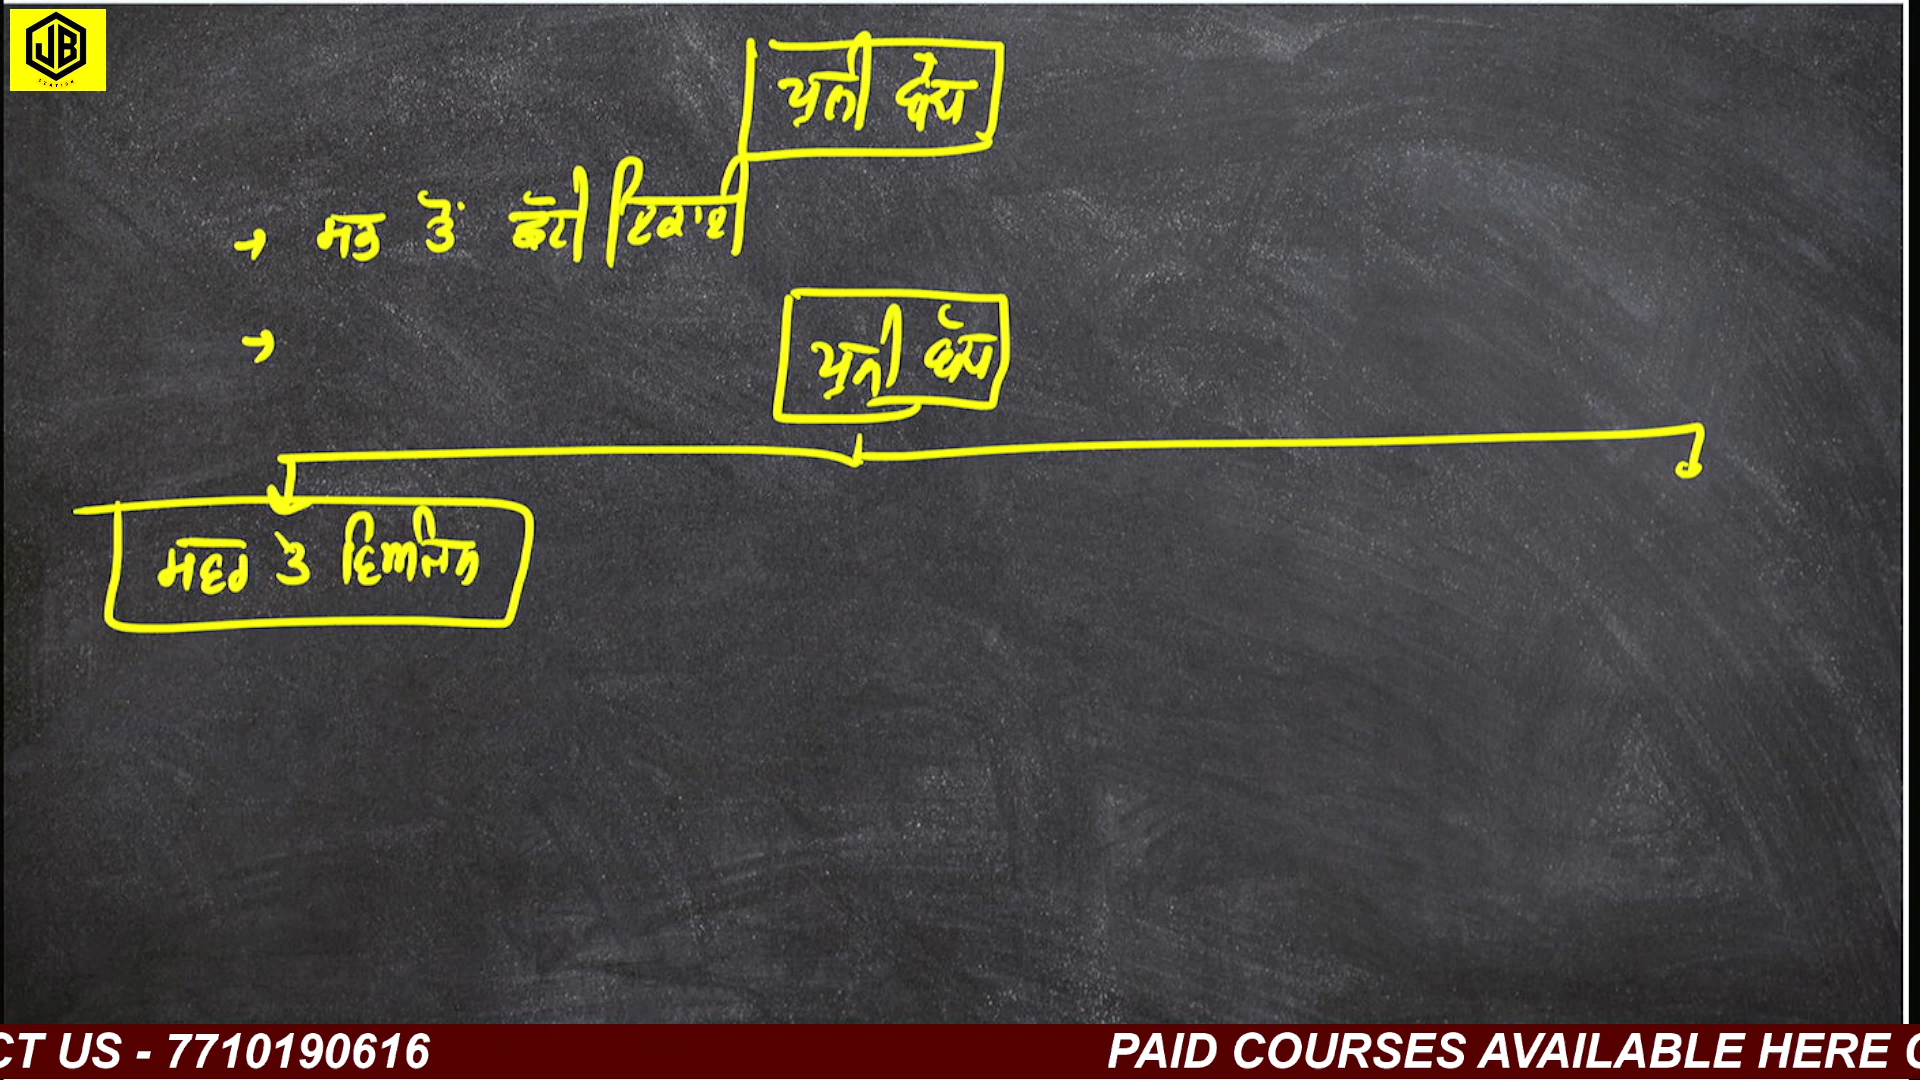 JB
ਧੁਨੀ ਬੋਧ
→ ਸਭ ਤੋਂ ਛੋਟੀ ਇਕਾਈ
→
ਧੁਨੀ ਬੋਧ
ਸਵਰ ਤੇ ਵਿਅੰਜਨ
CT US - 7710190616 PAID COURSES AVAILABLE HERE